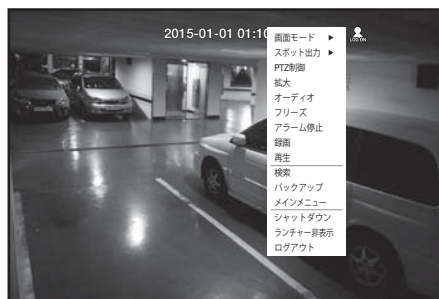 2015-01-01 01:10
LOG ON
画面モード ▶
スポット出力 ▶
PTZ制御
拡大
オーディオ
フリーズ
アラーム停止
録画
再生
検索
バックアップ
メインメニュー
シャットダウン
ランチャー非表示
ログアウト